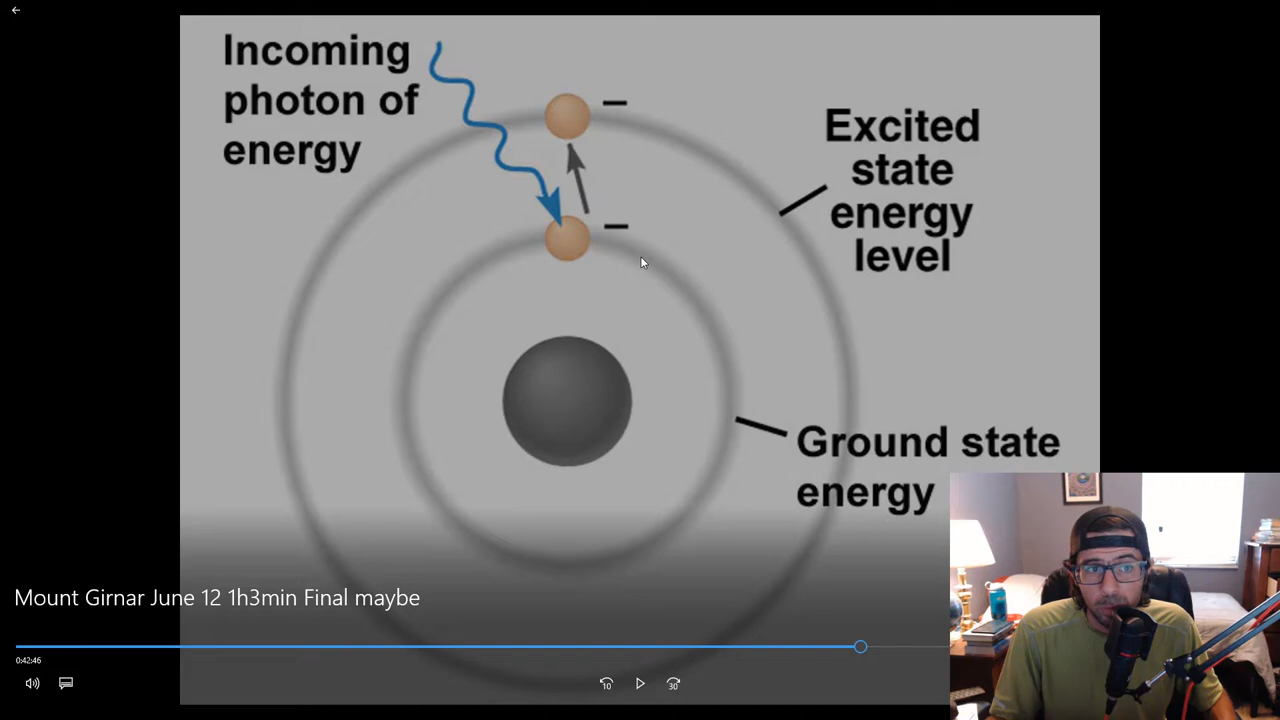 Incoming
photon of
energy
Excited
state
energy
level
Ground state
energy
Mount Girnar June 12 1h3min Final maybe
0:42:46
10
30